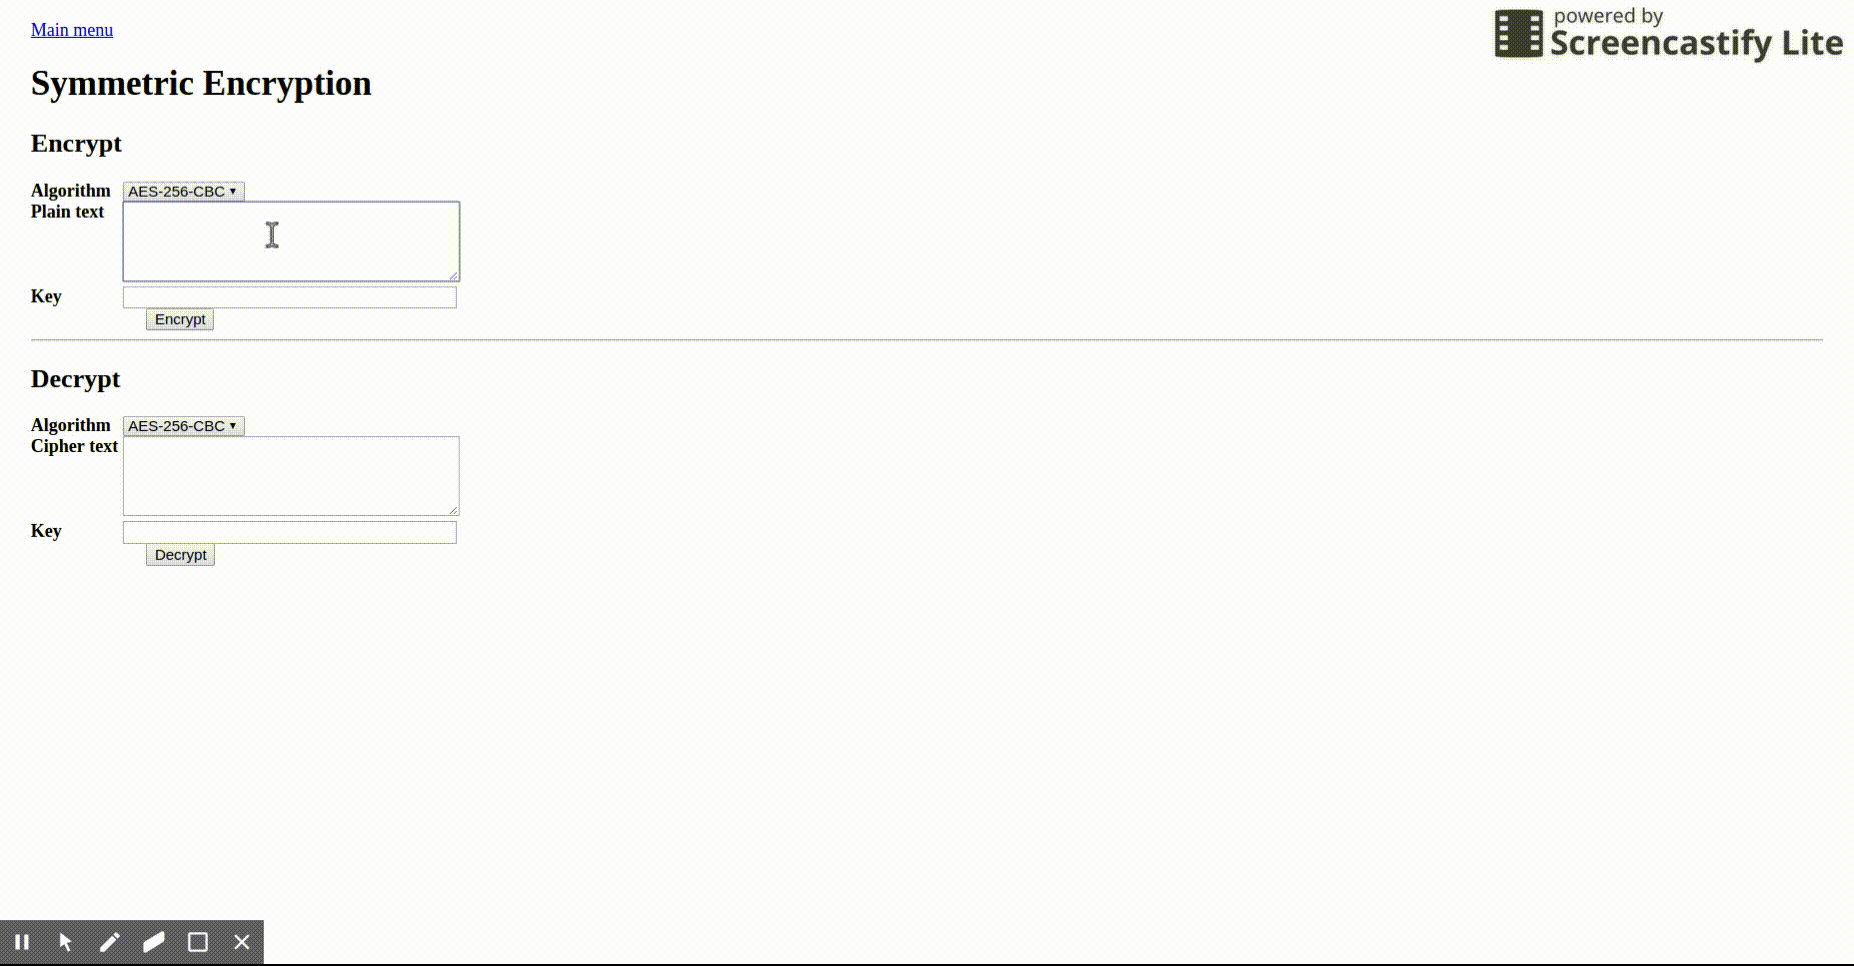 Main menu
powered by
Screencastify Lite
Symmetric Encryption
Encrypt
Algorithm AES-256-CBC
Plain text
Key
Encrypt
Decrypt
Algorithm AES-256-CBC
Cipher text
Key
Decrypt